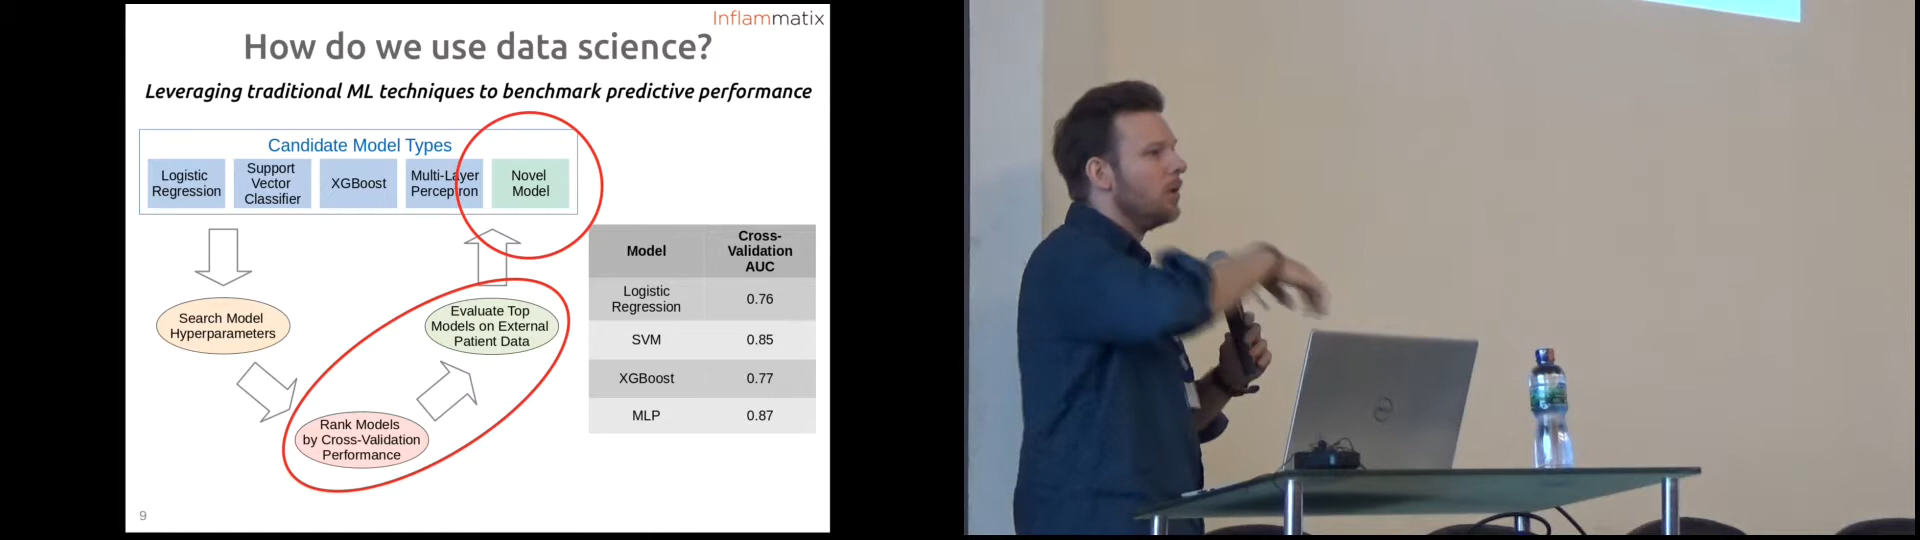 Inflammatix
How do we use data science?
Leveraging traditional ML techniques to benchmark predictive performance
Candidate Model Types
Logistic
Regression
Support
Vector
Classifier
XGBoost
Multi-Layer
Perceptron
Novel
Model
Search Model
Hyperparameters
Rank Models
by Cross-Validation
Performance
Evaluate Top
Models on External
Patient Data
Model
Cross-
Validation
AUC
Logistic
Regression
0.76
SVM
0.85
XGBoost
0.77
MLP
0.87
9